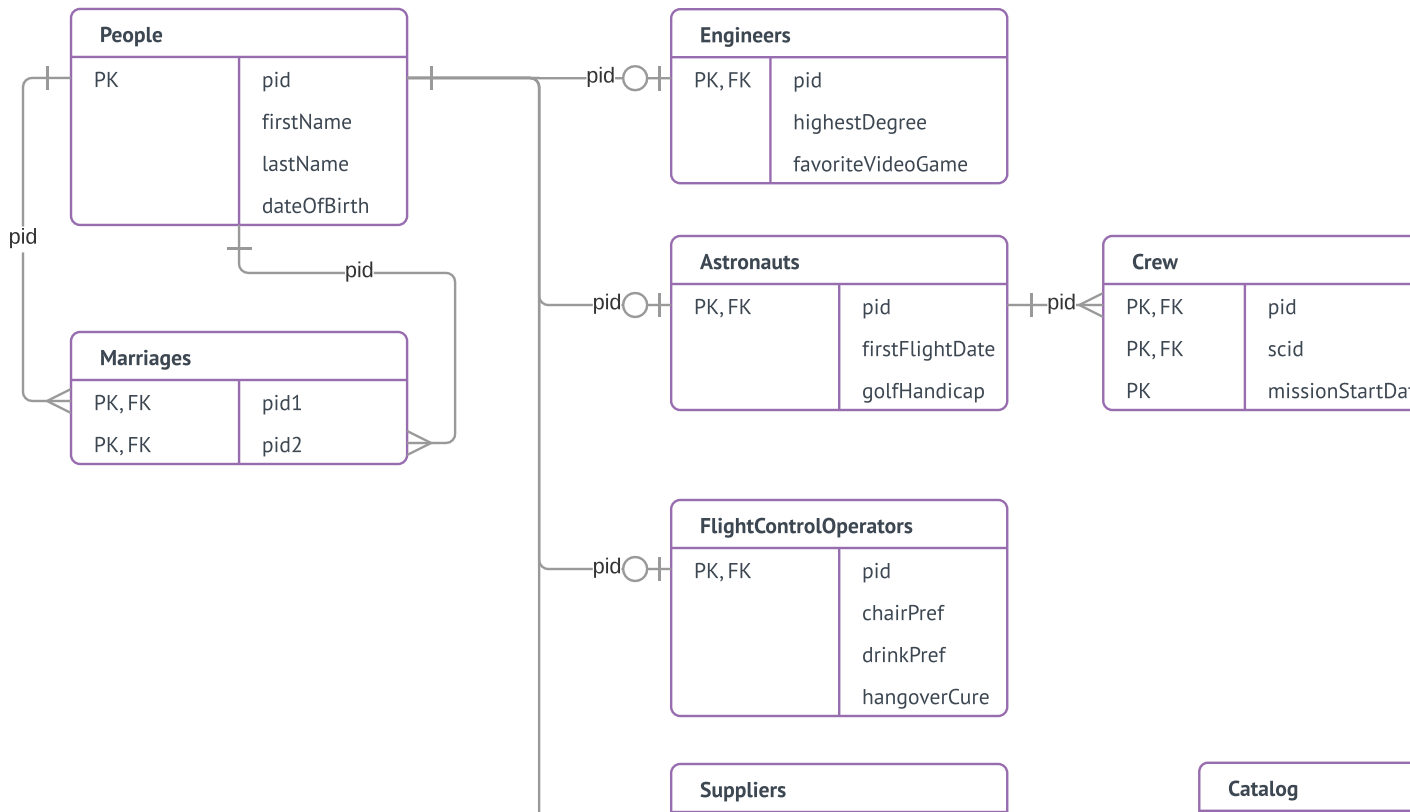 People
PK pid
firstName
lastName
dateOfBirth
pid
pid
Marriages
PK, FK pid1
PK, FK pid2
pid
Engineers
PK, FK pid
highestDegree
favoriteVideoGame
pid
Astronauts
PK, FK pid
firstFlightDate
golfHandicap
pid
Crew
PK, FK pid
PK, FK scid
PK missionStartDat
pid
FlightControlOperators
PK, FK pid
chairPref
drinkPref
hangoverCure
Suppliers
Catalog